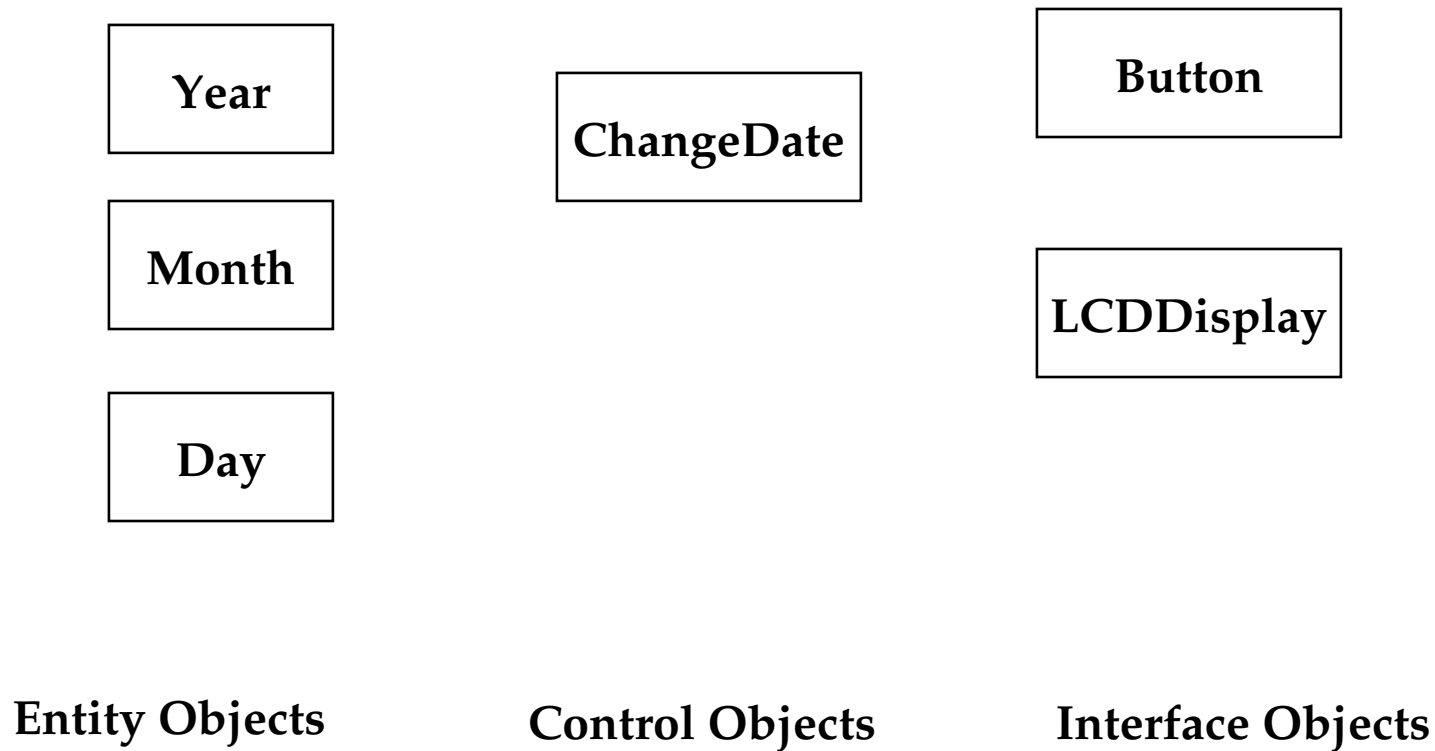 Year
Month
Day
Entity Objects
ChangeDate
Control Objects
Button
LCDDisplay
Interface Objects